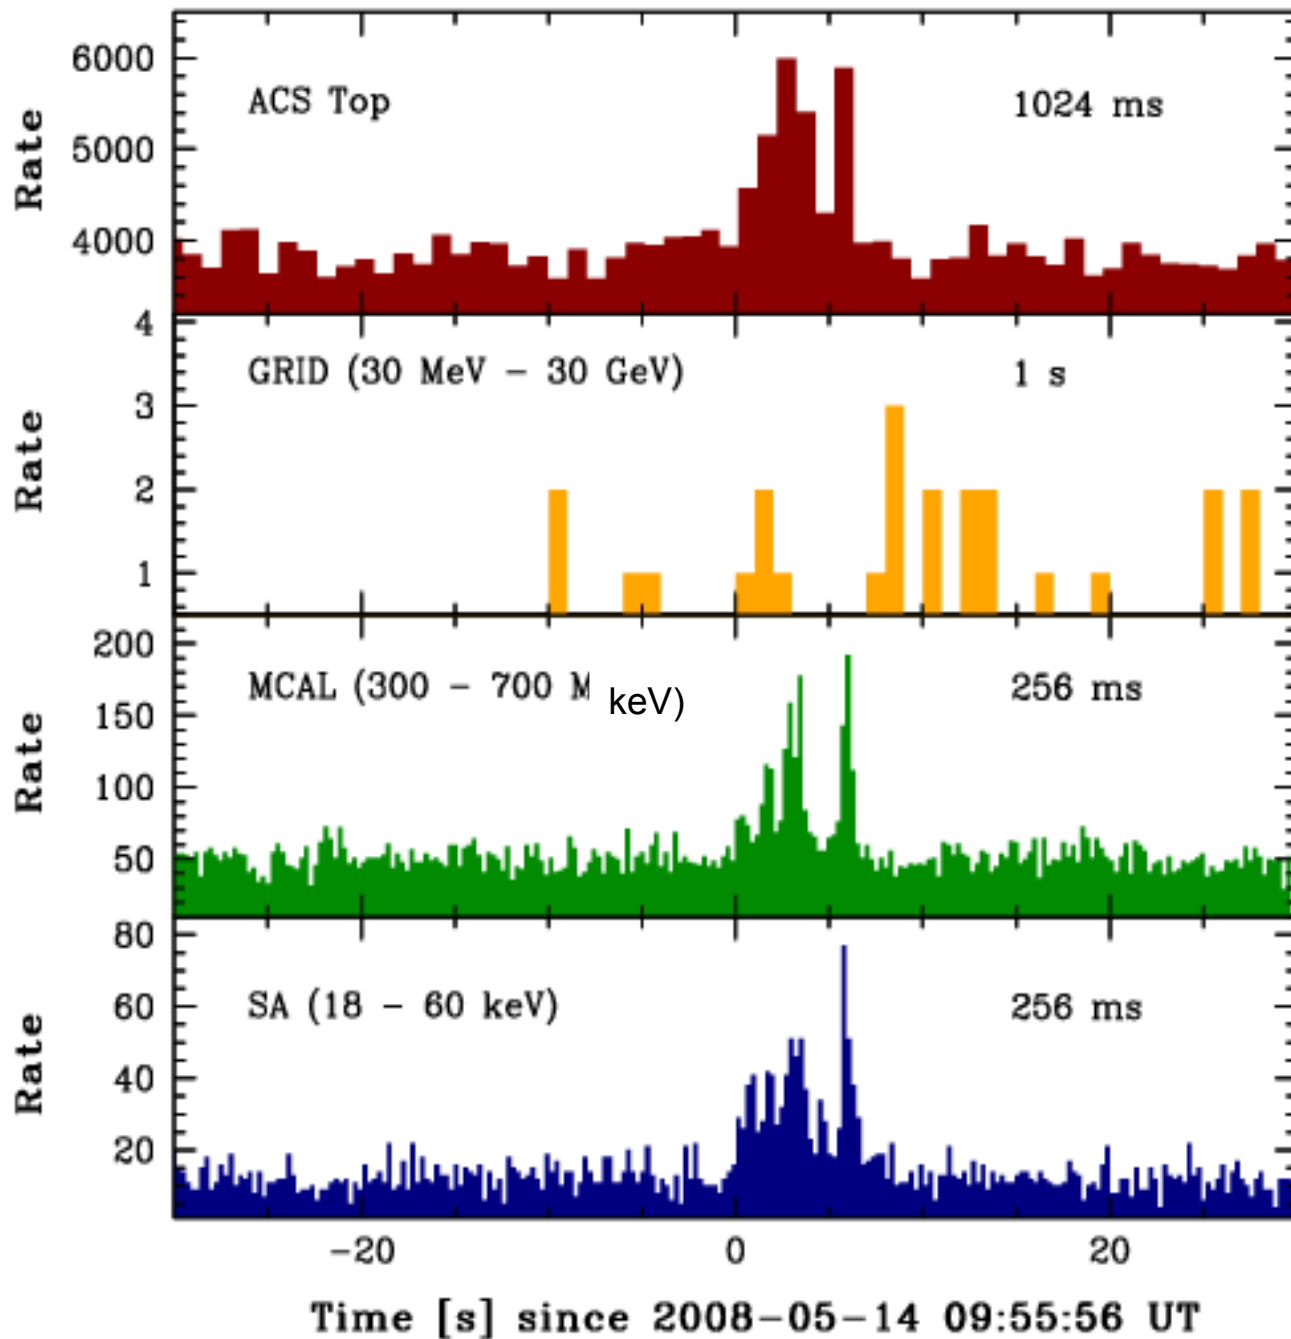 6000
5000
4000
Rate
ACS Top
1024 ms
4
3
2
1
Rate
GRID (30 MeV - 30 GeV)
1 s
200
150
100
50
Rate
MCAL (300 - 700 M keV)
256 ms
80
60
40
20
Rate
SA (18 - 60 keV)
256 ms
-20 0 20
Time [s] since 2008-05-14 09:55:56 UT